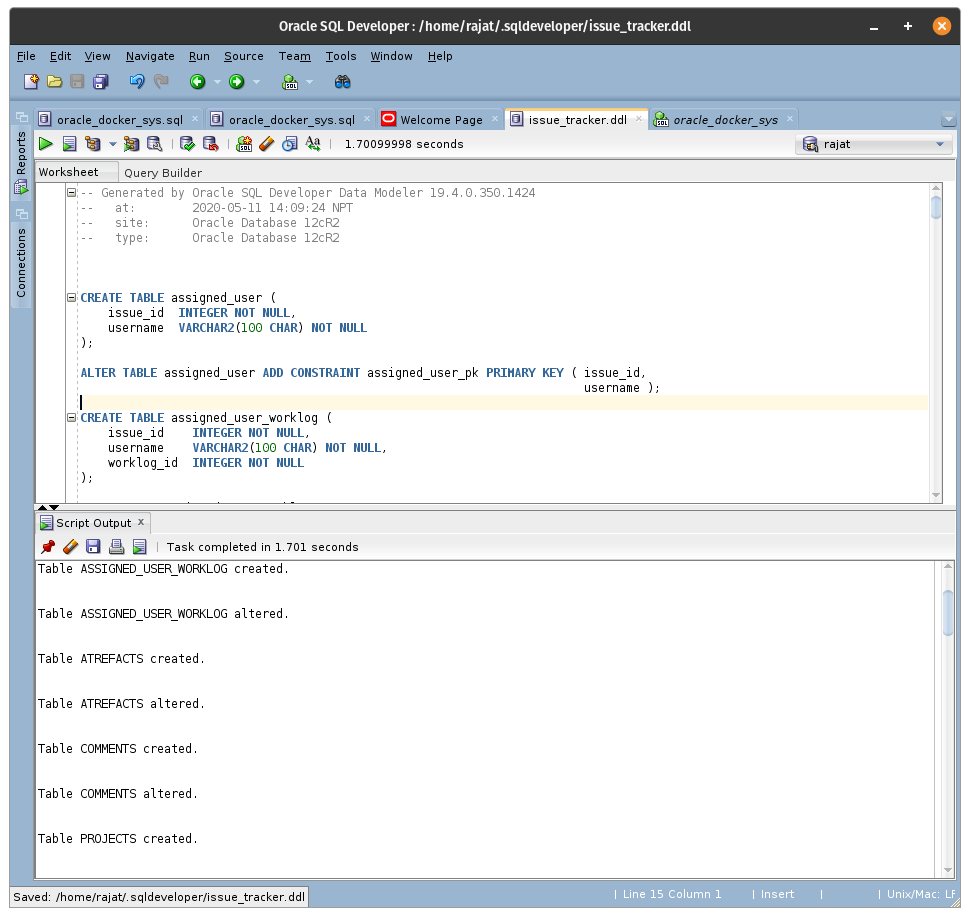 Oracle SQL Developer : /home/rajat/.sqldeveloper/issue_tracker.ddl
File Edit View Navigate Run Source Team Tools Window Help
oracle_docker_sys.sql oracle_docker_sys.sql Welcome Page issue_tracker.ddl oracle_docker_sys
1.70099998 seconds rajat
Reports
Connections
Worksheet Query Builder
-- Generated by Oracle SQL Developer Data Modeler 19.4.0.350.1424
--   at:        2020-05-11 14:09:24 NPT
--   site:      Oracle Database 12cR2
--   type:      Oracle Database 12cR2
CREATE TABLE assigned_user (
    issue_id  INTEGER NOT NULL,
    username  VARCHAR2(100 CHAR) NOT NULL
);
ALTER TABLE assigned_user ADD CONSTRAINT assigned_user_pk PRIMARY KEY ( issue_id,
                                                                        username );
CREATE TABLE assigned_user_worklog (
    issue_id    INTEGER NOT NULL,
    username    VARCHAR2(100 CHAR) NOT NULL,
    worklog_id  INTEGER NOT NULL
);
Script Output x
Task completed in 1.701 seconds
Table ASSIGNED_USER_WORKLOG created.
Table ASSIGNED_USER_WORKLOG altered.
Table ATREFACTS created.
Table ATREFACTS altered.
Table COMMENTS created.
Table COMMENTS altered.
Table PROJECTS created.
Saved: /home/rajat/.sqldeveloper/issue_tracker.ddl
Line 15 Column 1 Insert Unix/Mac: LF